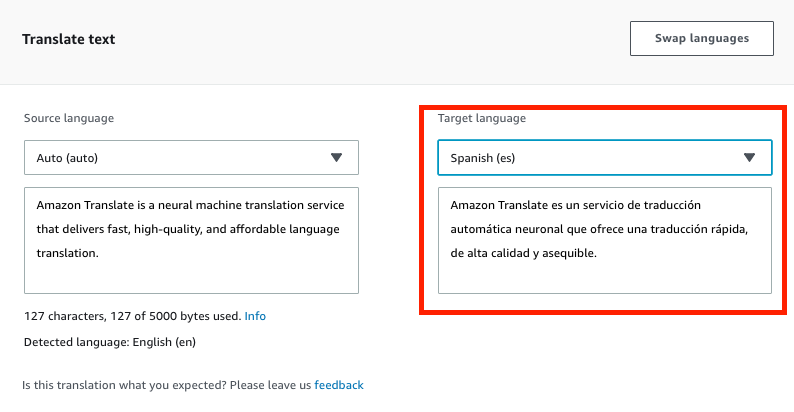 Translate text
Swap languages
Source language
Auto (auto)
Amazon Translate is a neural machine translation service
that delivers fast, high-quality, and affordable language
translation.
127 characters, 127 of 5000 bytes used. Info
Detected language: English (en)
Target language
Spanish (es)
Amazon Translate es un servicio de traducción
automática neuronal que ofrece una traducción rápida,
de alta calidad y asequible.
Is this translation what you expected? Please leave us feedback